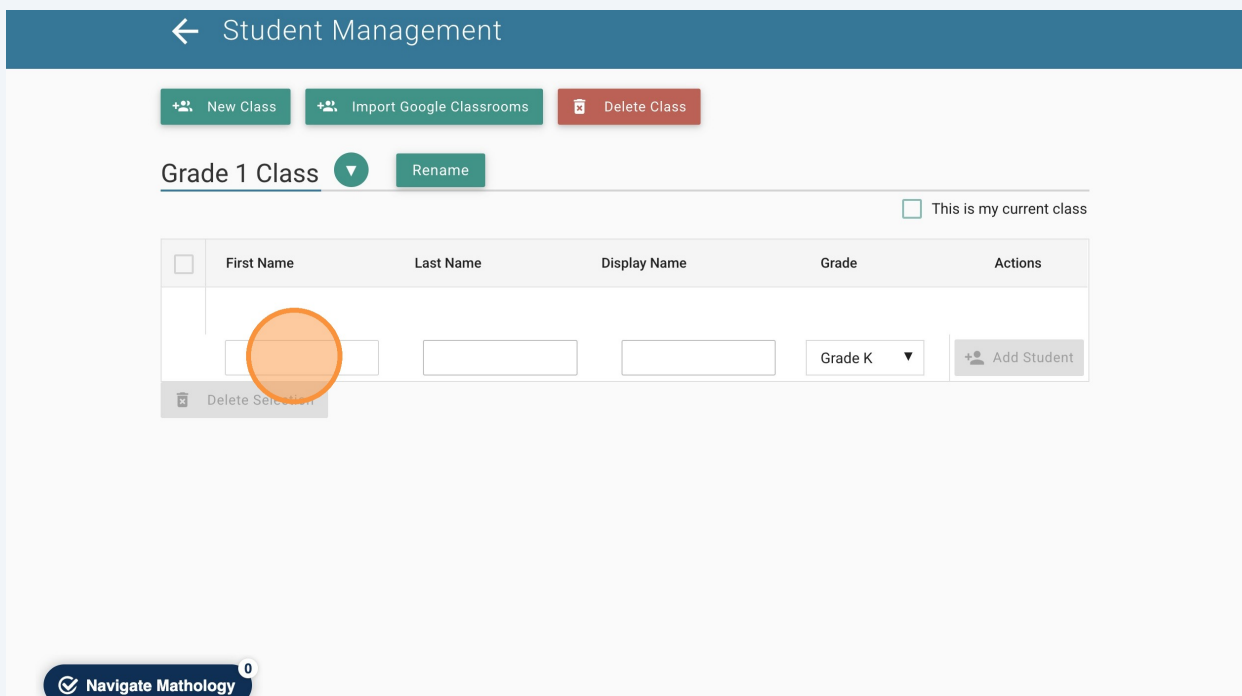 Student Management
New Class
Import Google Classrooms
Delete Class
Grade 1 Class
Rename
This is my current class
First Name Last Name Display Name Grade Actions
Grade K
Add Student
Delete Selection
0
Navigate Mathology